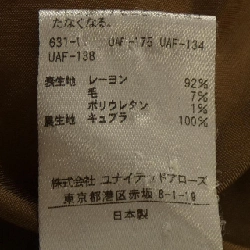 たなくなる。
631-1 UAF-175 UAF-134
UAF-138
表生地 レーヨン 92%
毛 7%
ポリウレタン 1%
裏生地 キュプラ 100%
株式会社 ユナイテッドアローズ
東京都港区赤坂 8-1-19
日本製